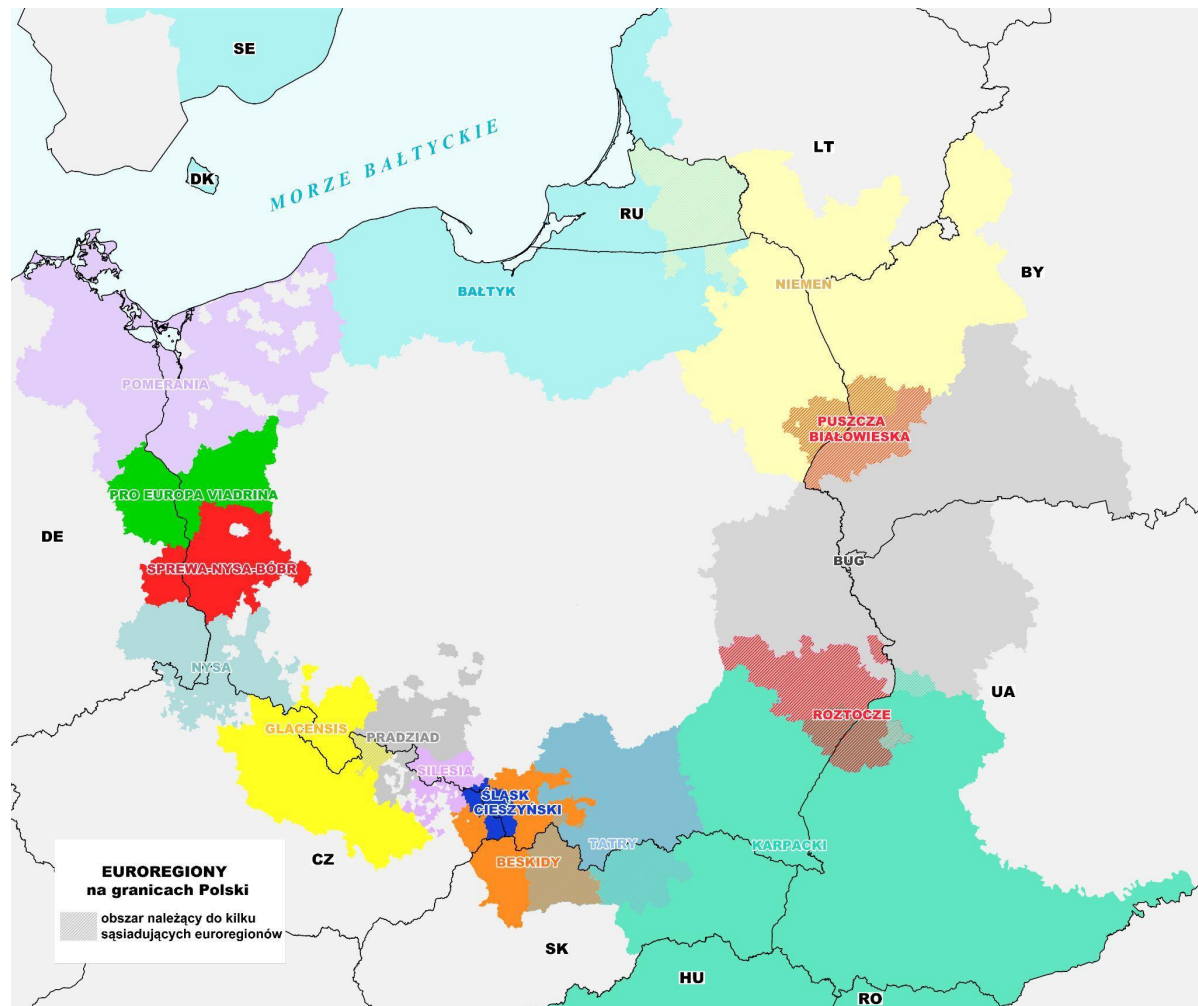 SE
MORZE BAŁTYCKIE
LT
DK
RU
BY
BAŁTYK
NIEMEŃ
POMERANIA
PUSZCZA
BIAŁOWIESKA
PRO EUROPA VIADRINA
DE
SPREWA-NYSA-BÓBR
BUG
NYSA
UA
ROZTOCZE
GLACENSIS
PRADZIAD
SILESIA
ŚLĄSK
CIESZYŃSKI
TATRY
KARPACKI
BESKIDY
CZ
EUROREGIONY
na granicach Polski
obszar należący do kilku
sąsiadujących euroregionów
SK
HU
RO